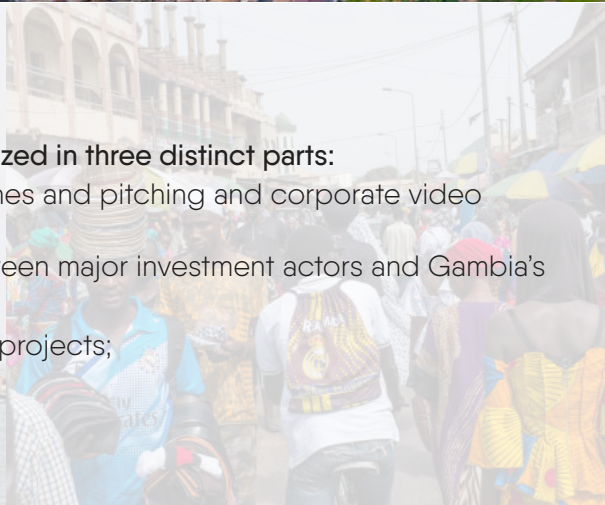 zed in three distinct parts:
nes and pitching and corporate video
een major investment actors and Gambia's
projects;